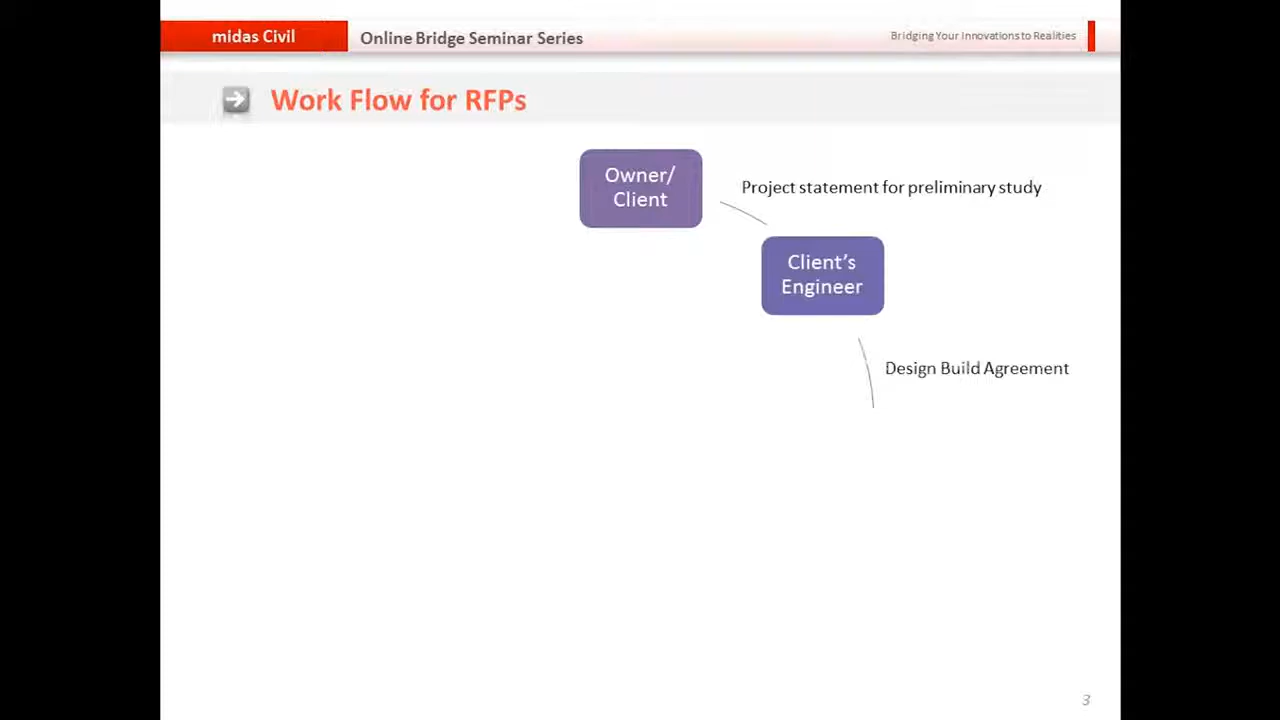 midas Civil
Online Bridge Seminar Series
Bridging Your Innovations to Realities
Work Flow for RFPs
Owner/
Client
Project statement for preliminary study
Client's
Engineer
Design Build Agreement
3